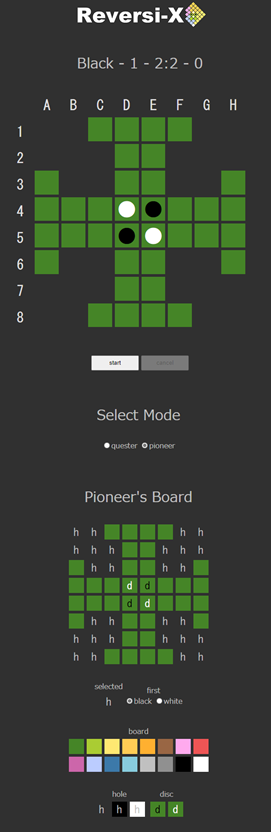 Reversi-X
Black - 1 - 2:2 - 0
A B C D E F G H
1
2
3
4
5
6
7
8
start cancel
Select Mode
quester pioneer
Pioneer's Board
h h h h
h h h h
h h
d d
d d
h h h h
h h h h
h h h h
selected first
h black white
board
hole disc
h h h d d